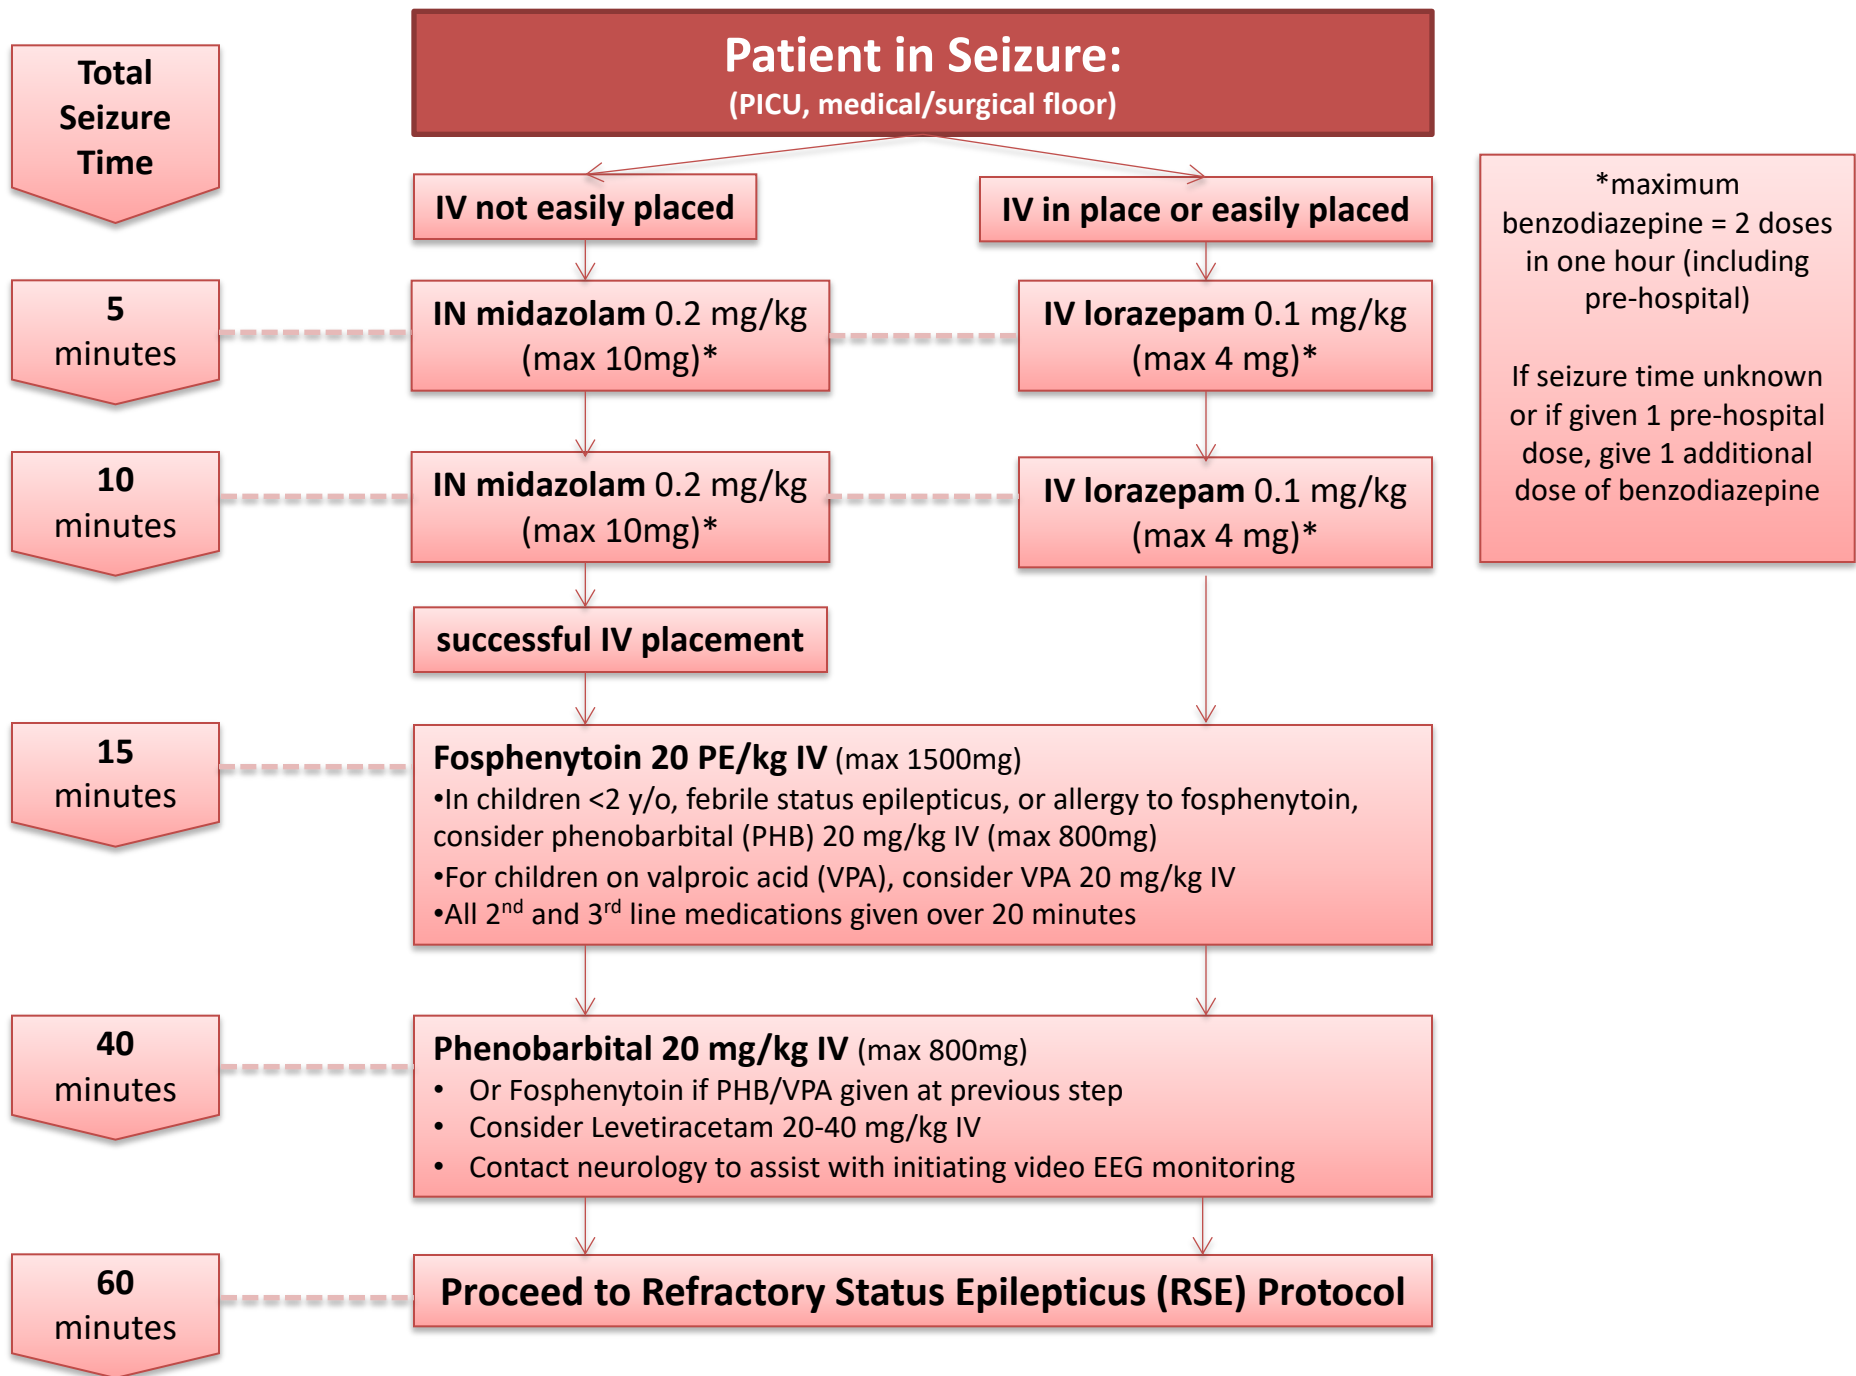 Patient in Seizure:
(PICU, medical/surgical floor)
Total
Seizure
Time
IV not easily placed
IV in place or easily placed
*maximum
benzodiazepine = 2 doses
in one hour (including
pre-hospital)
If seizure time unknown
or if given 1 pre-hospital
dose, give 1 additional
dose of benzodiazepine
5
minutes
IN midazolam 0.2 mg/kg
(max 10mg)*
IV lorazepam 0.1 mg/kg
(max 4 mg)*
10
minutes
IN midazolam 0.2 mg/kg
(max 10mg)*
IV lorazepam 0.1 mg/kg
(max 4 mg)*
successful IV placement
15
minutes
Fosphenytoin 20 PE/kg IV (max 1500mg)
•In children <2 y/o, febrile status epilepticus, or allergy to fosphenytoin,
consider phenobarbital (PHB) 20 mg/kg IV (max 800mg)
•For children on valproic acid (VPA), consider VPA 20 mg/kg IV
•All 2nd and 3rd line medications given over 20 minutes
40
minutes
Phenobarbital 20 mg/kg IV (max 800mg)
• Or Fosphenytoin if PHB/VPA given at previous step
• Consider Levetiracetam 20-40 mg/kg IV
• Contact neurology to assist with initiating video EEG monitoring
60
minutes
Proceed to Refractory Status Epilepticus (RSE) Protocol